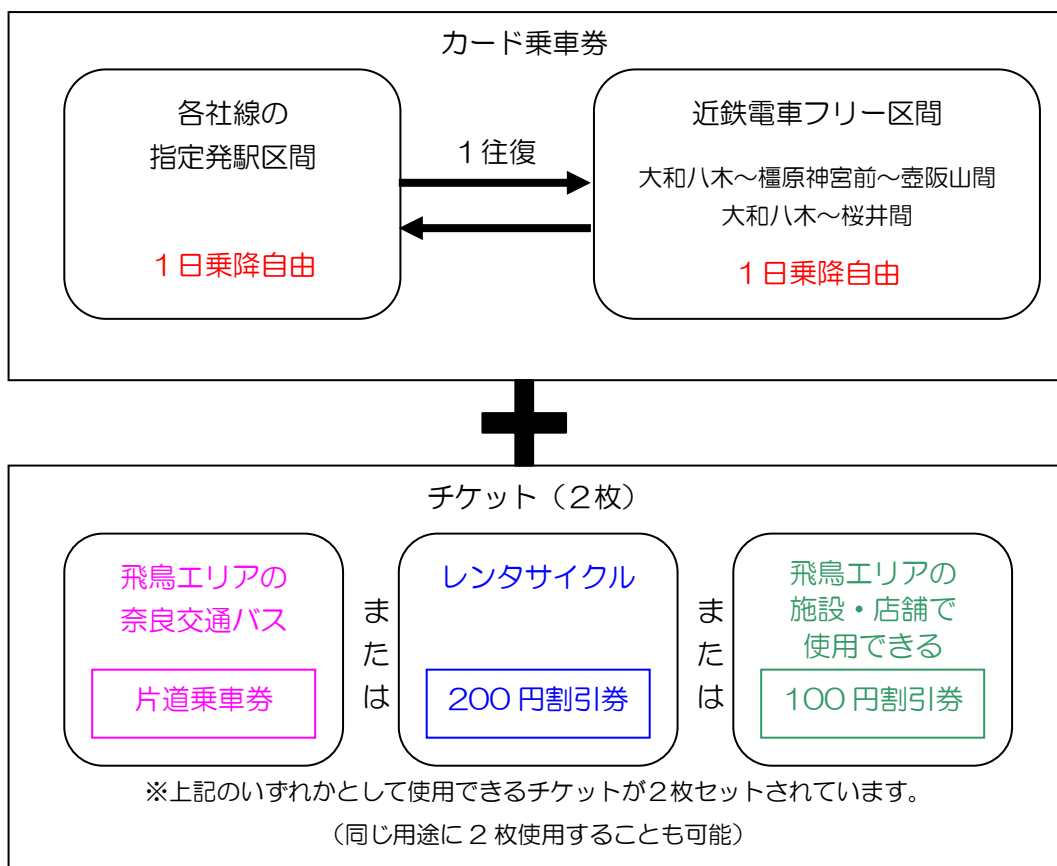 カード乗車券
各社線の
指定発駅区間
1日乗降自由
1往復
近鉄電車フリー区間
大和八木～橿原神宮前～壺阪山間
大和八木～桜井間
1日乗降自由
チケット（2枚）
飛鳥エリアの
奈良交通バス
片道乗車券
または
レンタサイクル
200円割引券
または
飛鳥エリアの
施設・店舗で
使用できる
100円割引券
※上記のいずれかとして使用できるチケットが2枚セットされています。
（同じ用途に2枚使用することも可能）